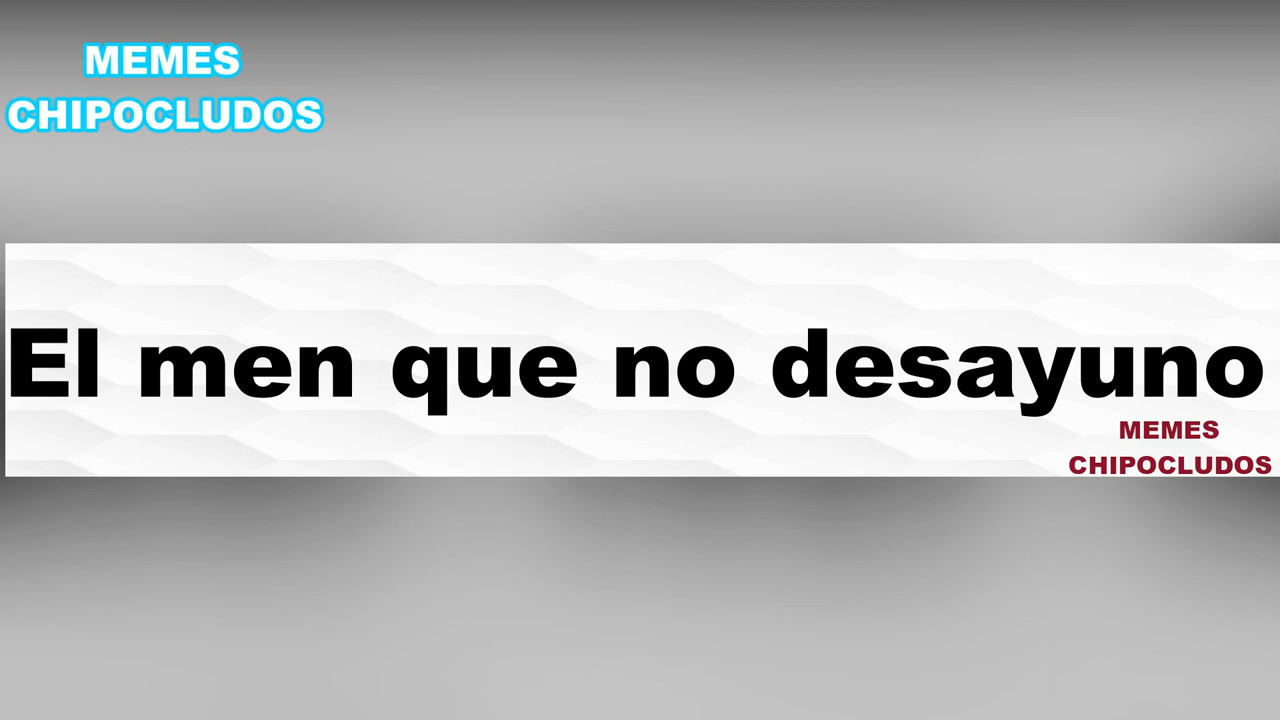 MEMES
CHIPOCLUDOS
El men que no desayuno
MEMES
CHIPOCLUDOS